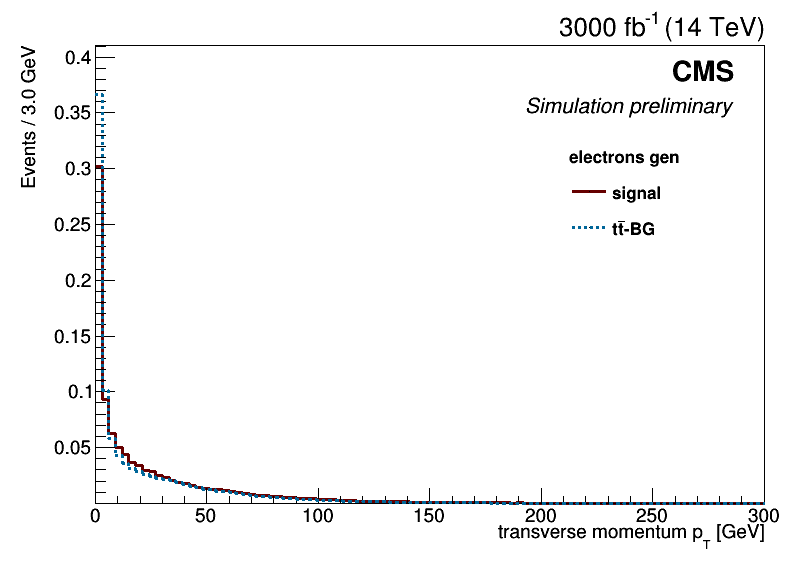 3000 fb⁻¹ (14 TeV)
CMS
Simulation preliminary
electrons gen
signal
tt̄-BG
Events / 3.0 GeV
0.4
0.35
0.3
0.25
0.2
0.15
0.1
0.05
0 50 100 150 200 250 300
transverse momentum p_T [GeV]